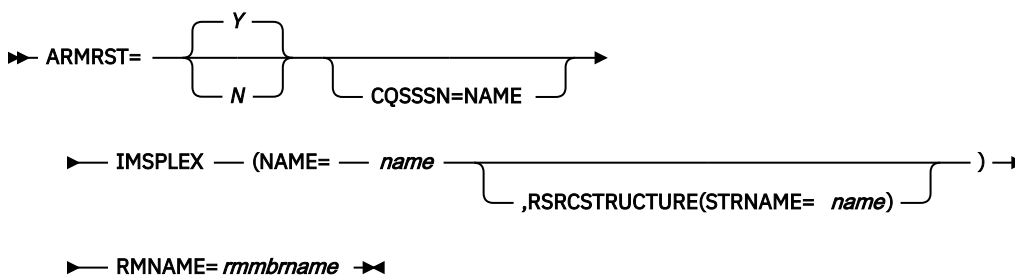 Y
ARMRST=
N
CQSSSN=NAME
IMSPLEX (NAME= name )
,RSRCSTRUCTURE(STRNAME= name)
RMNAME= rmmbrname